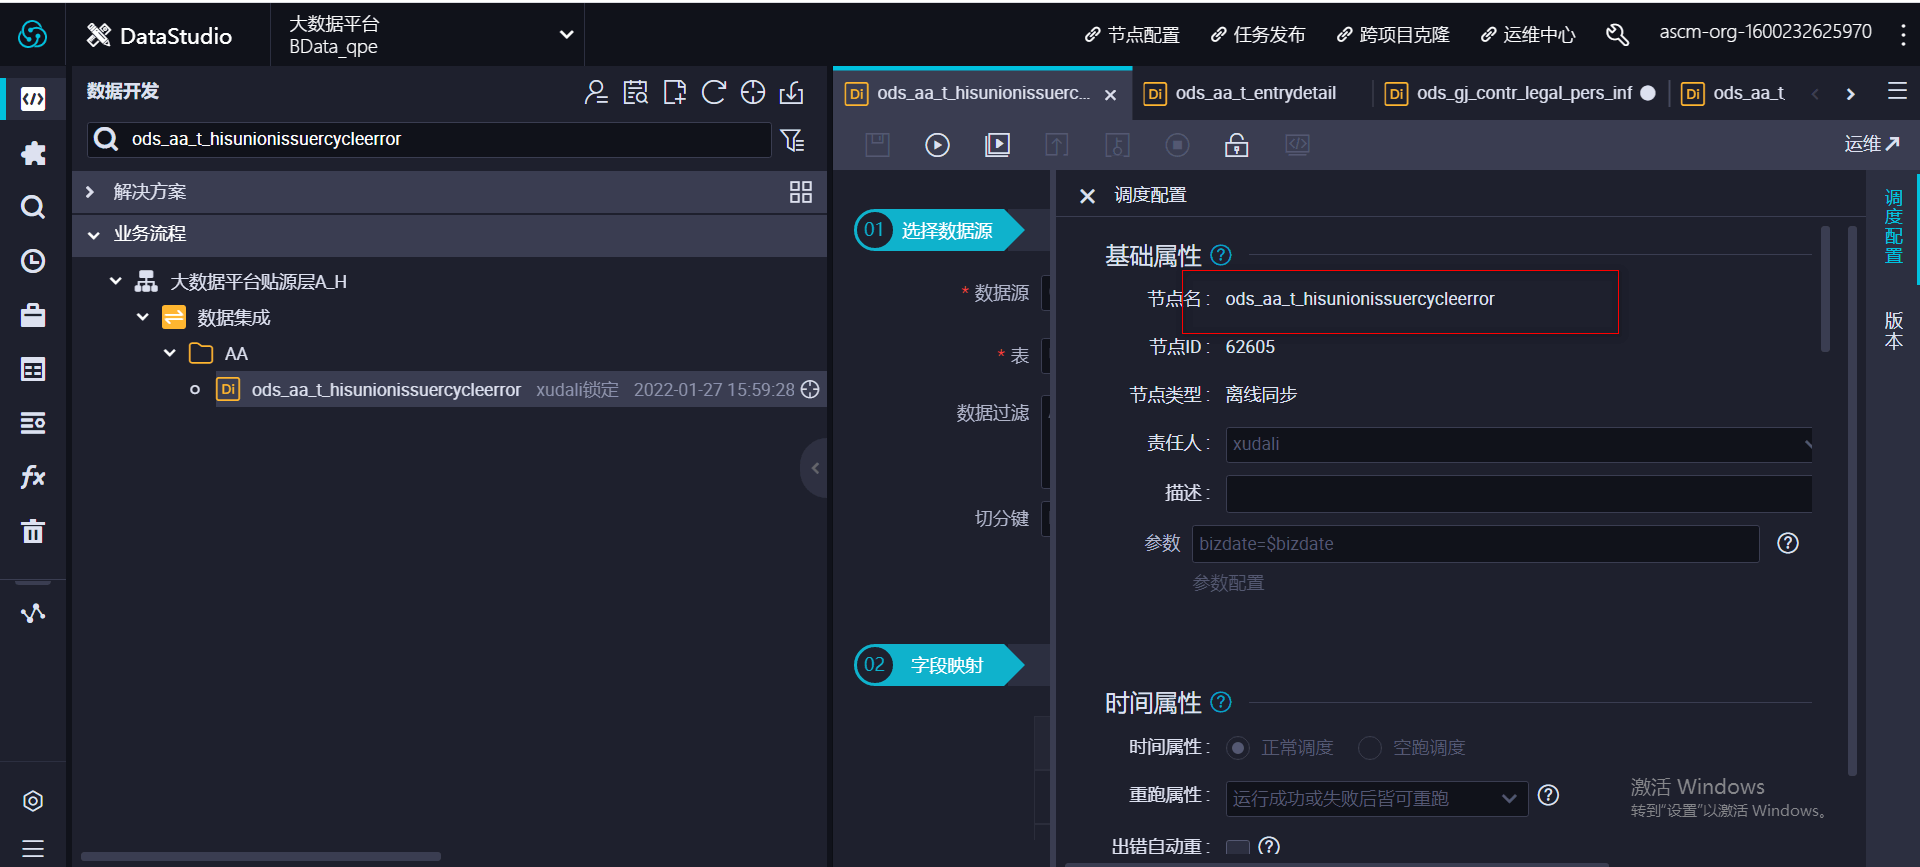 DataStudio
大数据平台
BData_qpe
节点配置
任务发布
跨项目克隆
运维中心
ascm-org-1600232625970
数据开发
ods_aa_t_hisunionissuercycleerror
解决方案
业务流程
大数据平台贴源层A_H
数据集成
AA
Di ods_aa_t_hisunionissuercycleerror xudali锁定 2022-01-27 15:59:28
Di ods_aa_t_hisunionissuerc...
Di ods_aa_t_entrydetail
Di ods_gj_contr_legal_pers_inf
Di ods_aa_t_
运维
01 选择数据源
* 数据源
* 表
数据过滤
切分键
02 字段映射
调度配置
基础属性
节点名: ods_aa_t_hisunionissuercycleerror
节点ID: 62605
节点类型: 离线同步
责任人: xudali
描述:
参数 bizdate=$bizdate
参数配置
时间属性
时间属性: 正常调度 空跑调度
重跑属性: 运行成功或失败后皆可重跑
出错自动重:
调度配置
版本
激活 Windows
转到"设置"以激活 Windows。